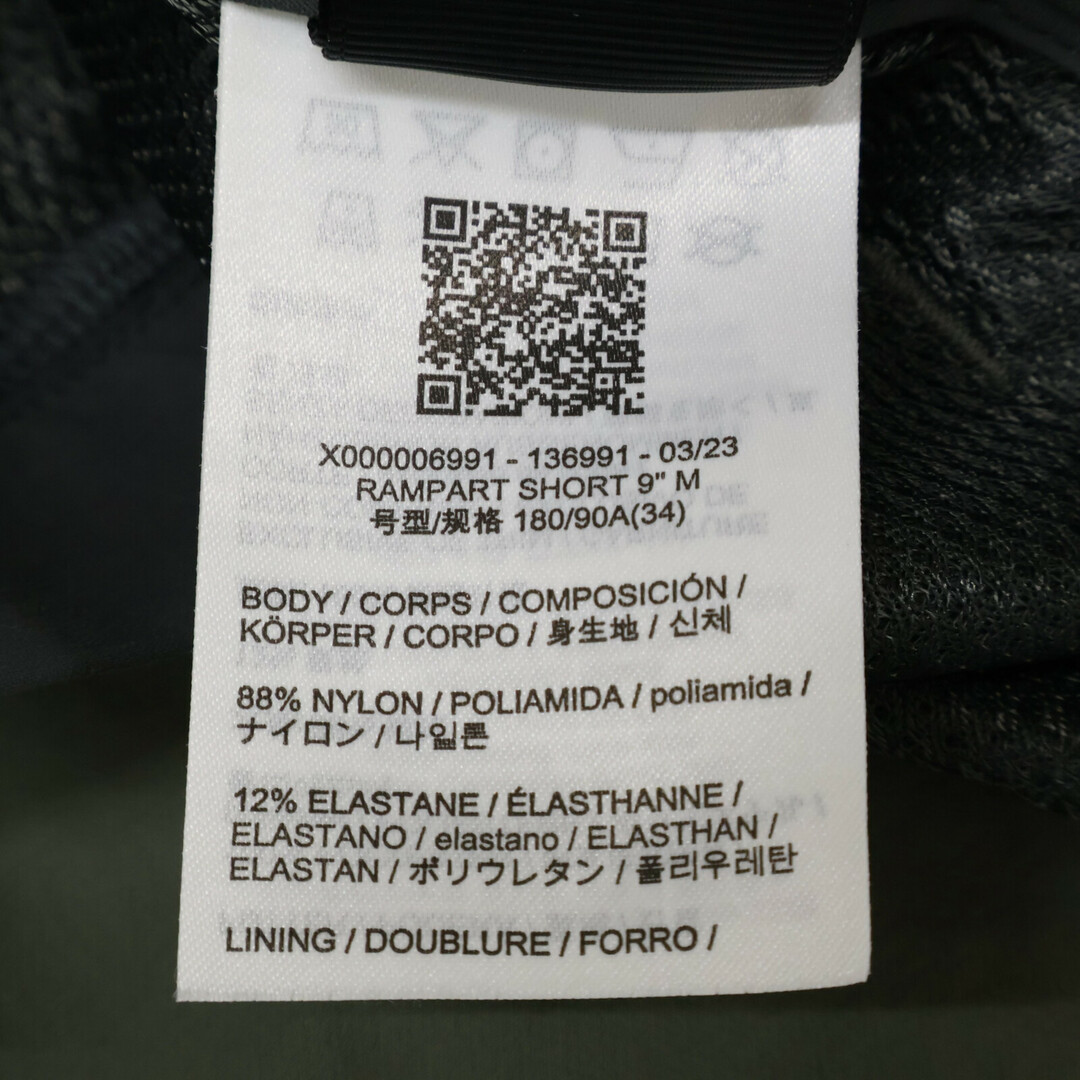 X000006991 - 136991 - 03/23
RAMPART SHORT 9" M
号型/规格 180/90A(34)
BODY / CORPS / COMPOSICIÓN /
KÖRPER / CORPO / 身生地 / 신체
88% NYLON / POLIAMIDA / poliamida /
ナイロン / 나일론
12% ELASTANE / ÉLASTHANNE /
ELASTANO / elastano / ELASTHAN /
ELASTAN / ポリウレタン / 폴리우레탄
LINING / DOUBLURE / FORRO /